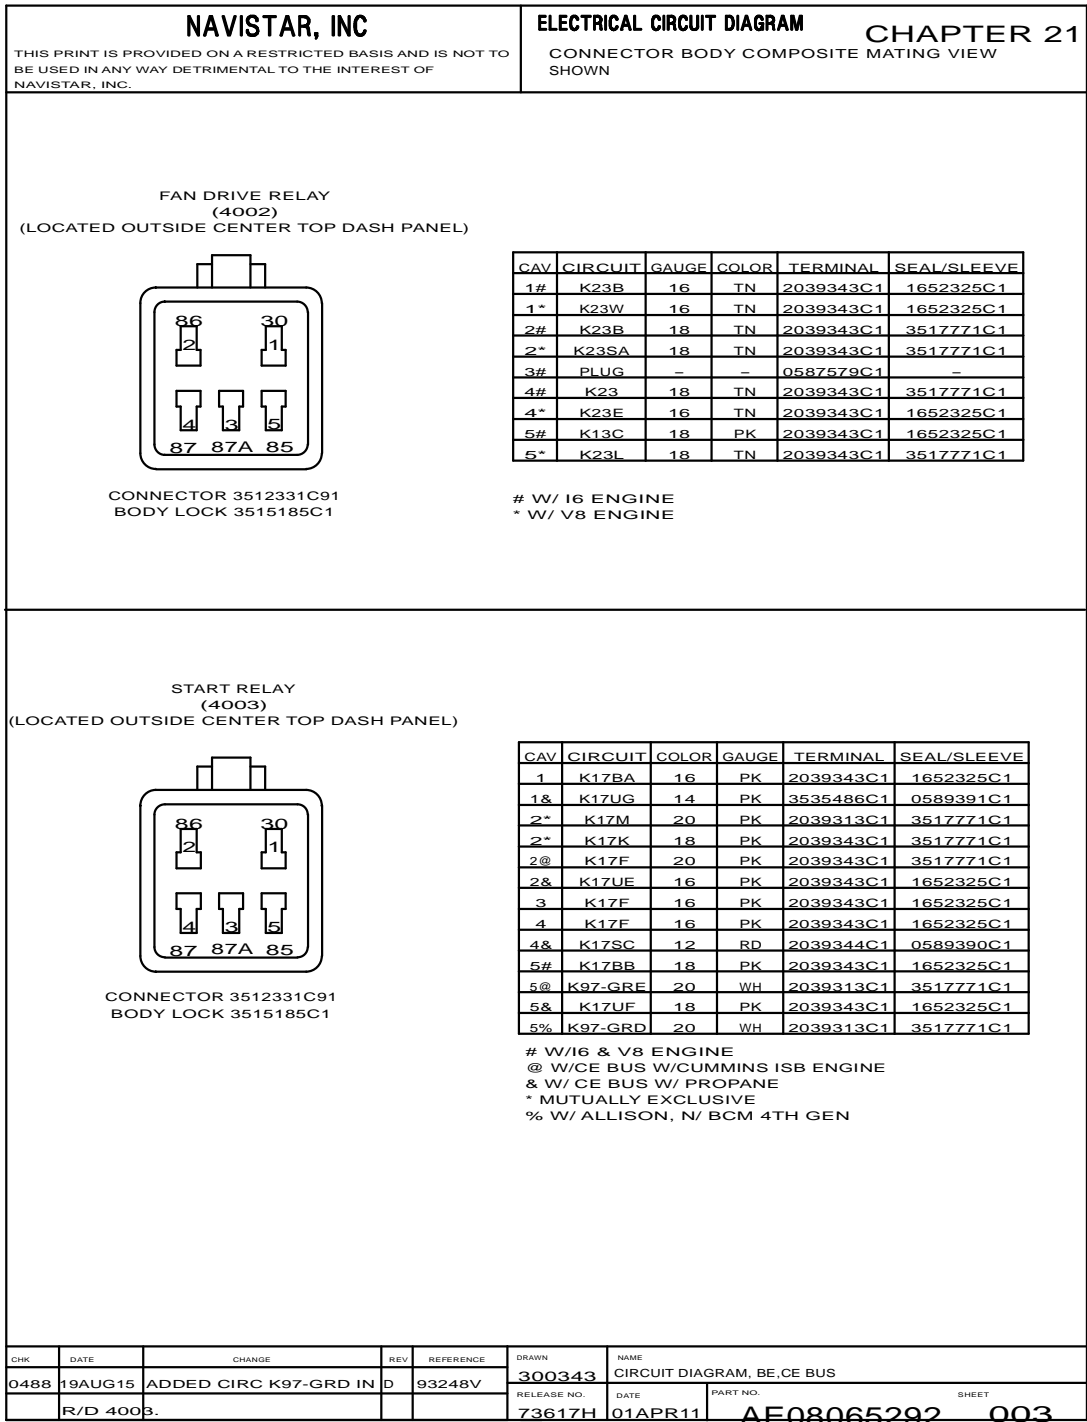 NAVISTAR, INC
THIS PRINT IS PROVIDED ON A RESTRICTED BASIS AND IS NOT TO
BE USED IN ANY WAY DETRIMENTAL TO THE INTEREST OF
NAVISTAR, INC.
ELECTRICAL CIRCUIT DIAGRAM
CHAPTER 21
CONNECTOR BODY COMPOSITE MATING VIEW
SHOWN
FAN DRIVE RELAY
(4002)
(LOCATED OUTSIDE CENTER TOP DASH PANEL)
86 30
2 1
4 3 5
87 87A 85
CONNECTOR 3512331C91
BODY LOCK 3515185C1
CAV CIRCUIT GAUGE COLOR TERMINAL SEAL/SLEEVE
1# K23B 16 TN 2039343C1 1652325C1
1* K23W 16 TN 2039343C1 1652325C1
2# K23B 18 TN 2039343C1 3517771C1
2* K23SA 18 TN 2039343C1 3517771C1
3# PLUG – – 0587579C1 –
4# K23 18 TN 2039343C1 3517771C1
4* K23E 16 TN 2039343C1 1652325C1
5# K13C 18 PK 2039343C1 1652325C1
5* K23L 18 TN 2039343C1 3517771C1
# W/ I6 ENGINE
* W/ V8 ENGINE
START RELAY
(4003)
(LOCATED OUTSIDE CENTER TOP DASH PANEL)
86 30
2 1
4 3 5
87 87A 85
CONNECTOR 3512331C91
BODY LOCK 3515185C1
CAV CIRCUIT COLOR GAUGE TERMINAL SEAL/SLEEVE
1 K17BA 16 PK 2039343C1 1652325C1
1& K17UG 14 PK 3535486C1 0589391C1
2* K17M 20 PK 2039313C1 3517771C1
2* K17K 18 PK 2039343C1 3517771C1
2@ K17F 20 PK 2039343C1 3517771C1
2& K17UE 16 PK 2039343C1 1652325C1
3 K17F 16 PK 2039343C1 1652325C1
4 K17F 16 PK 2039343C1 1652325C1
4& K17SC 12 RD 2039344C1 0589390C1
5# K17BB 18 PK 2039343C1 1652325C1
5@ K97-GRE 20 WH 2039313C1 3517771C1
5& K17UF 18 PK 2039343C1 1652325C1
5% K97-GRD 20 WH 2039313C1 3517771C1
# W/I6 & V8 ENGINE
@ W/CE BUS W/CUMMINS ISB ENGINE
& W/ CE BUS W/ PROPANE
* MUTUALLY EXCLUSIVE
% W/ ALLISON, N/ BCM 4TH GEN
CHK DATE CHANGE REV REFERENCE
0488 19AUG15 ADDED CIRC K97-GRD IN D 93248V
R/D 4003.
DRAWN NAME
300343 CIRCUIT DIAGRAM, BE,CE BUS
RELEASE NO. DATE PART NO. SHEET
73617H 01APR11 AE08065292 003